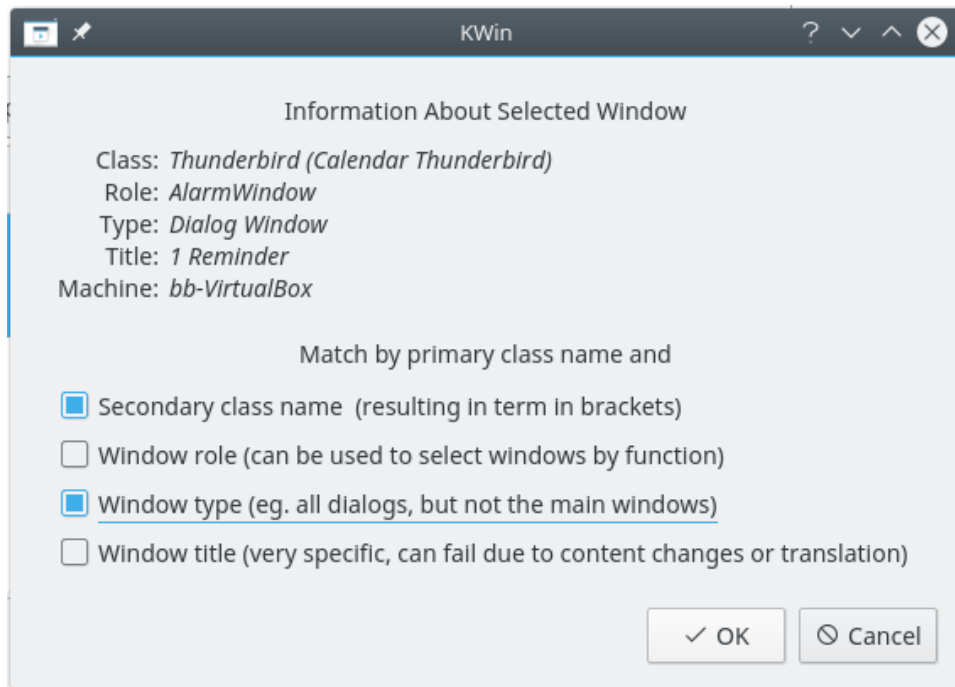 KWin
Information About Selected Window
Class: Thunderbird (Calendar Thunderbird)
Role: AlarmWindow
Type: Dialog Window
Title: 1 Reminder
Machine: bb-VirtualBox
Match by primary class name and
Secondary class name  (resulting in term in brackets)
Window role (can be used to select windows by function)
Window type (eg. all dialogs, but not the main windows)
Window title (very specific, can fail due to content changes or translation)
OK Cancel